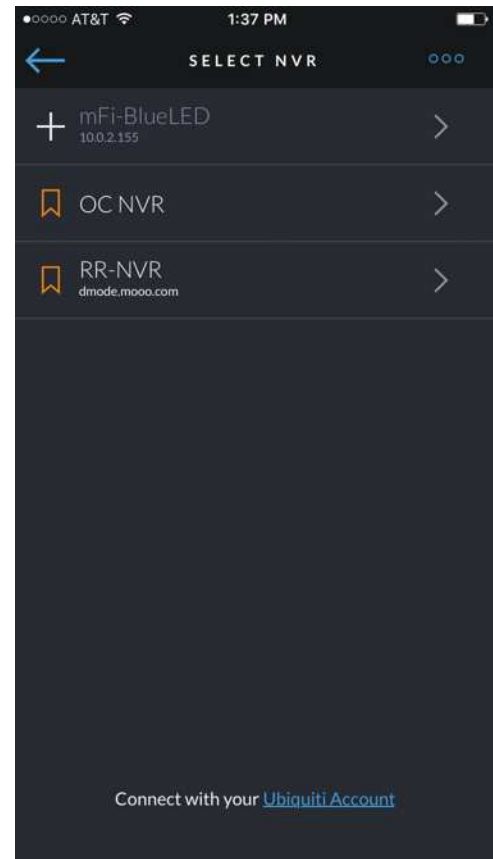 AT&T 1:37 PM
SELECT NVR
mFi-BlueLED
10.0.2.155
OC NVR
RR-NVR
dmode.mooo.com
Connect with your Ubiquiti Account